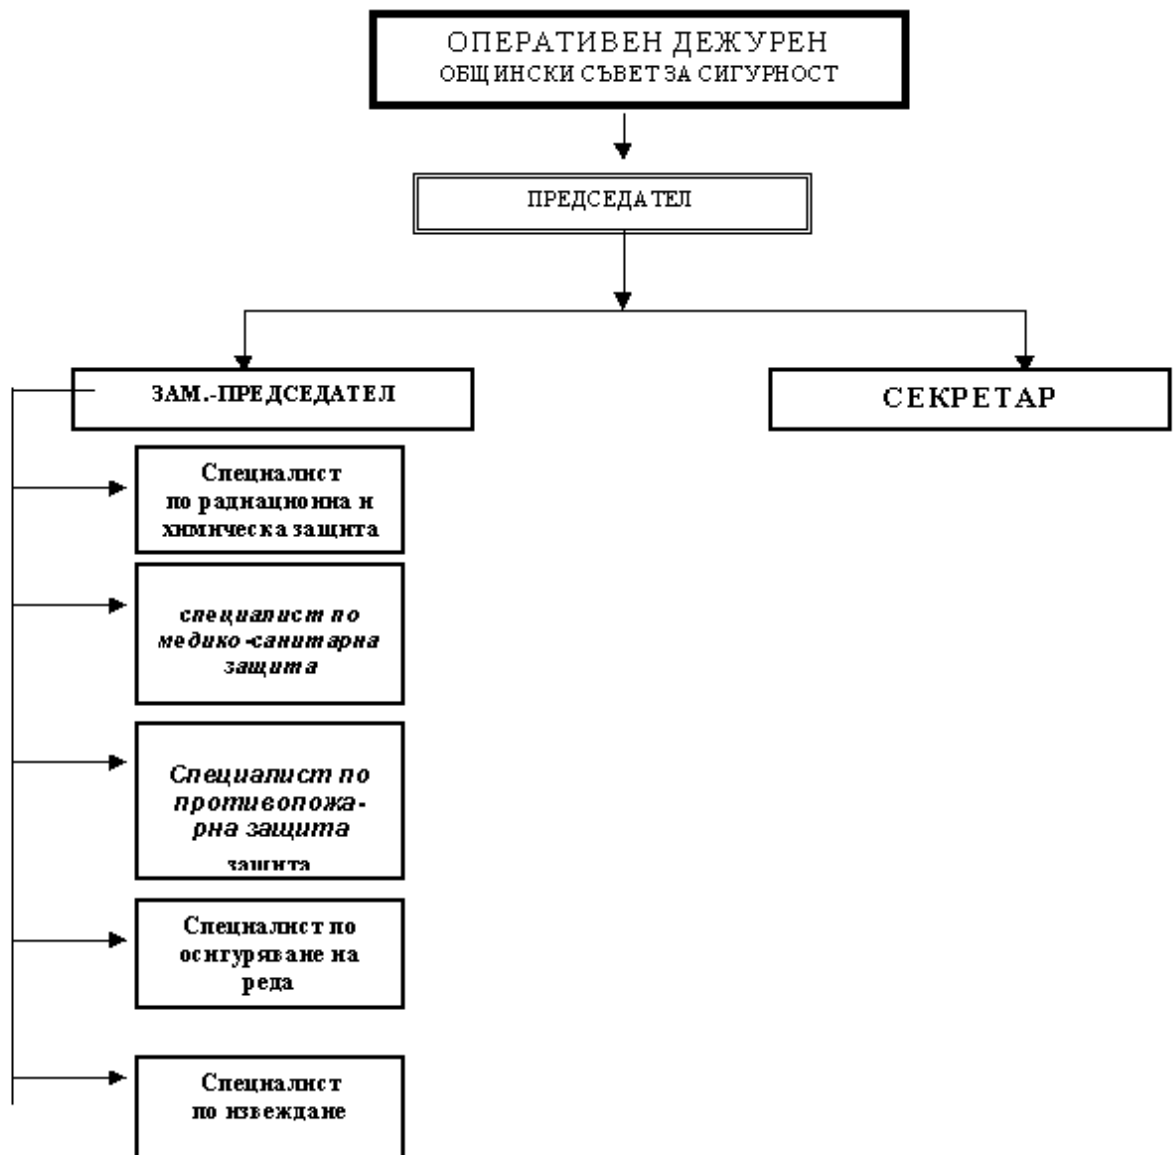 ОПЕРАТИВЕН ДЕЖУРЕН
ОБЩИНСКИ СЪВЕТ ЗА СИГУРНОСТ
ПРЕДСЕДАТЕЛ
ЗАМ.-ПРЕДСЕДАТЕЛ
СЕКРЕТАР
Специалист
по радиационна и
химическа защита
специалист по
медико-санитарна
защита
Специалист по
противопожа-
рна защита
защита
Специалист по
осигуряване на
реда
Специалист
по извеждане